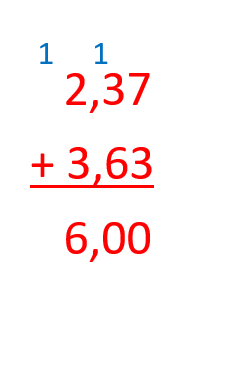 1 1
2,37
+ 3,63
6,00